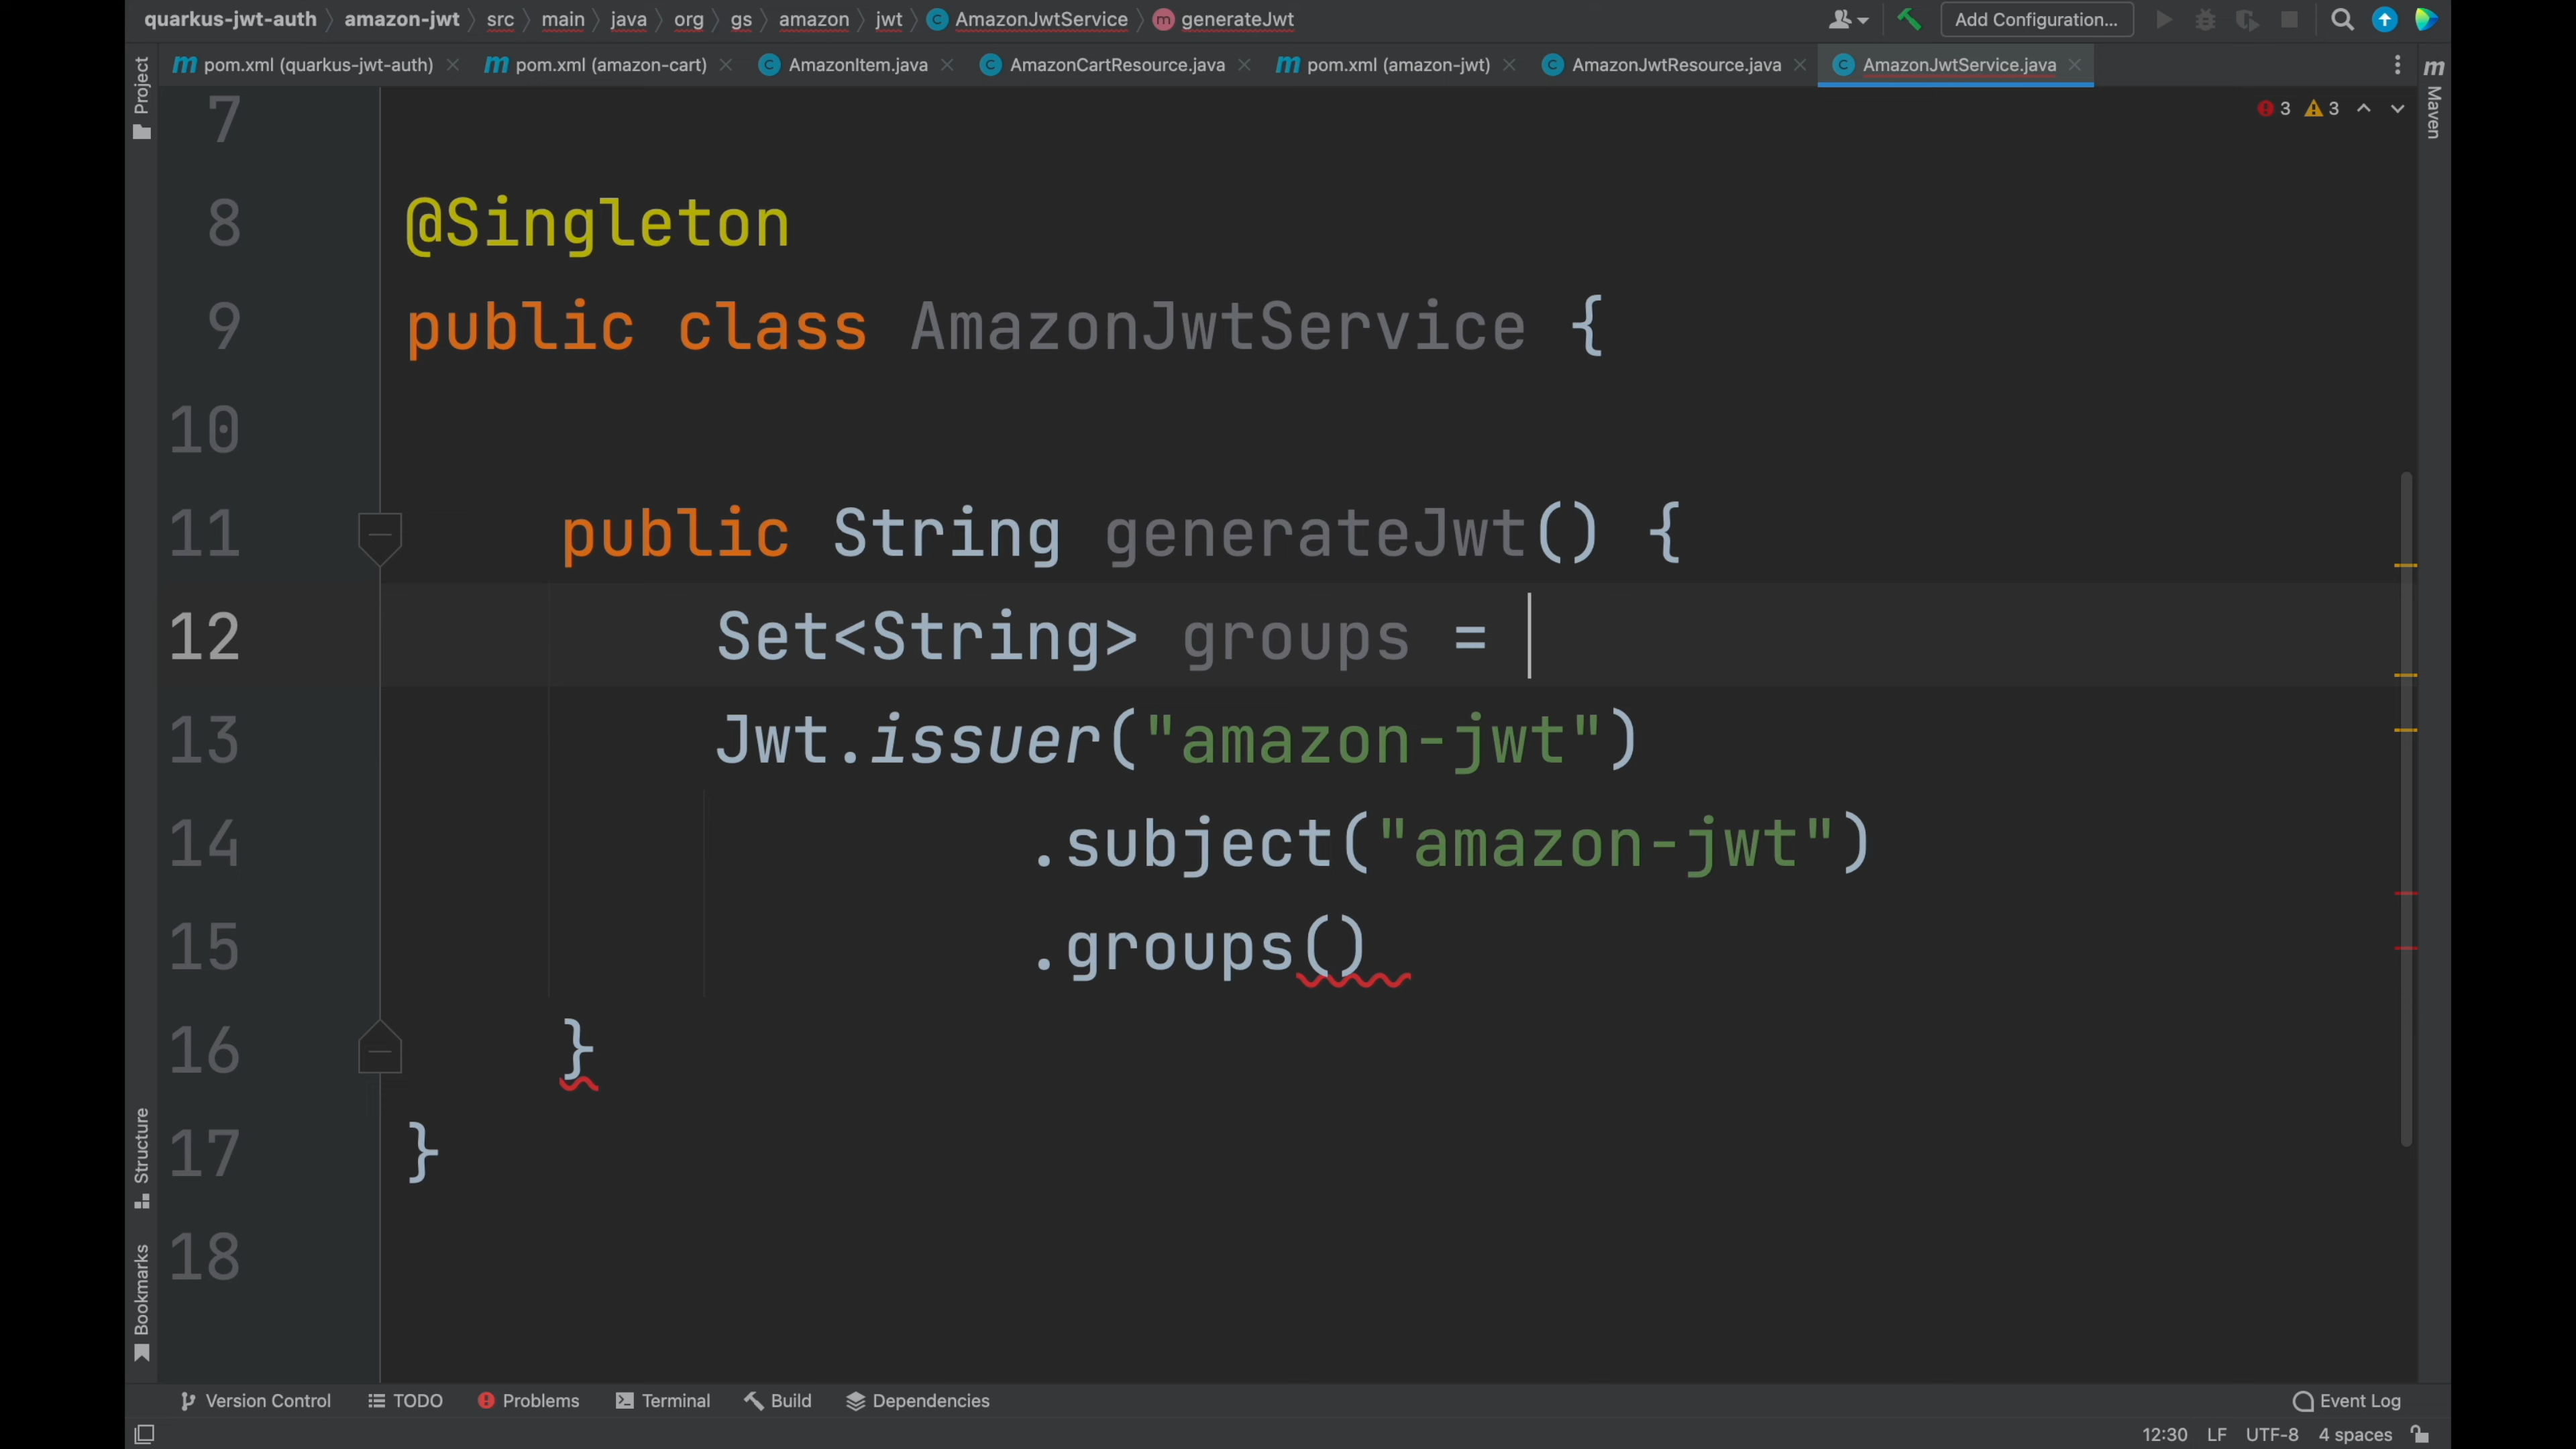 quarkus-jwt-auth amazon-jwt src main java org gs amazon jwt AmazonJwtService generateJwt Add Configuration...
pom.xml (quarkus-jwt-auth) pom.xml (amazon-cart) AmazonItem.java AmazonCartResource.java pom.xml (amazon-jwt) AmazonJwtResource.java AmazonJwtService.java
Project
Maven
3 3
7
8 @Singleton
9 public class AmazonJwtService {
10
11 public String generateJwt() {
12 Set<String> groups =
13 Jwt.issuer("amazon-jwt")
14 .subject("amazon-jwt")
15 .groups()
16 }
17 }
18
Structure
Bookmarks
Version Control TODO Problems Terminal Build Dependencies Event Log
12:30 LF UTF-8 4 spaces